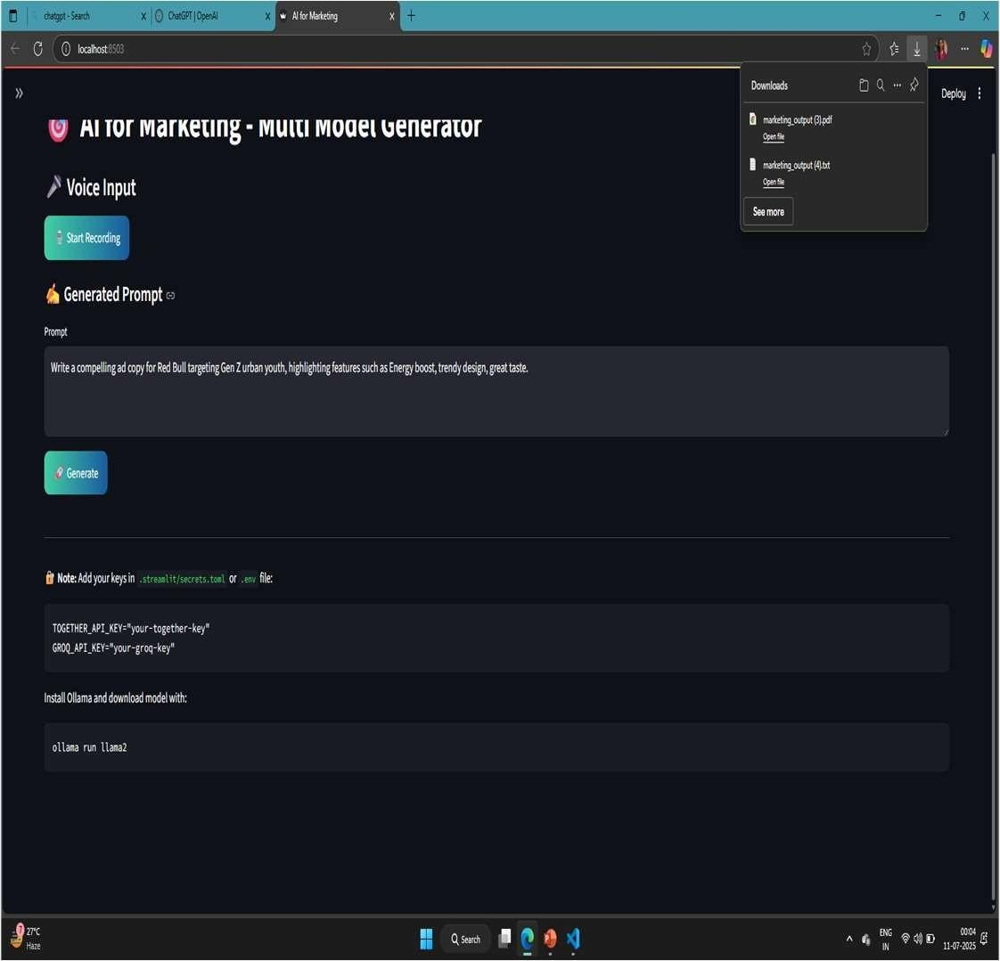 chatgpt - Search
ChatGPT | OpenAI
AI for Marketing
localhost:8503
Downloads
marketing_output (3).pdf
Open file
marketing_output (4).txt
Open file
See more
Deploy
AI for Marketing - Multi Model Generator
Voice Input
Start Recording
Generated Prompt
Prompt
Write a compelling ad copy for Red Bull targeting Gen Z urban youth, highlighting features such as Energy boost, trendy design, great taste.
Generate
Note: Add your keys in .streamlit/secrets.toml or .env file:
TOGETHER_API_KEY="your-together-key"
GROQ_API_KEY="your-groq-key"
Install Ollama and download model with:
ollama run llama2
7
27°C
Haze
Search
ENG
IN
00:04
11-07-2025